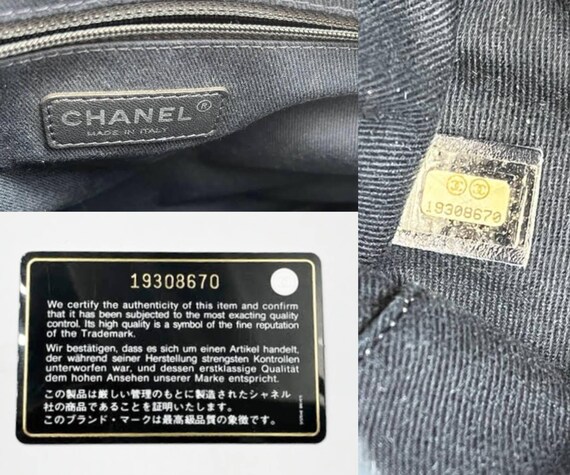 CHANEL ®
MADE IN ITALY
19308670
19308670
We certify the authenticity of this item and confirm
that it has been subjected to the most exacting quality
control. Its high quality is a symbol of the fine reputation
of the Trademark.
Wir bestätigen, dass es sich um einen Artikel handelt,
der während seiner Herstellung strengsten Kontrollen
unterworfen war, und dessen erstklassige Qualität
dem hohen Ansehen unserer Marke entspricht.
この製品は厳しい管理のもとに製造されたシャネル
社の商品であることを証明いたします。
このブランド・マークは最高級品質の象徴です。